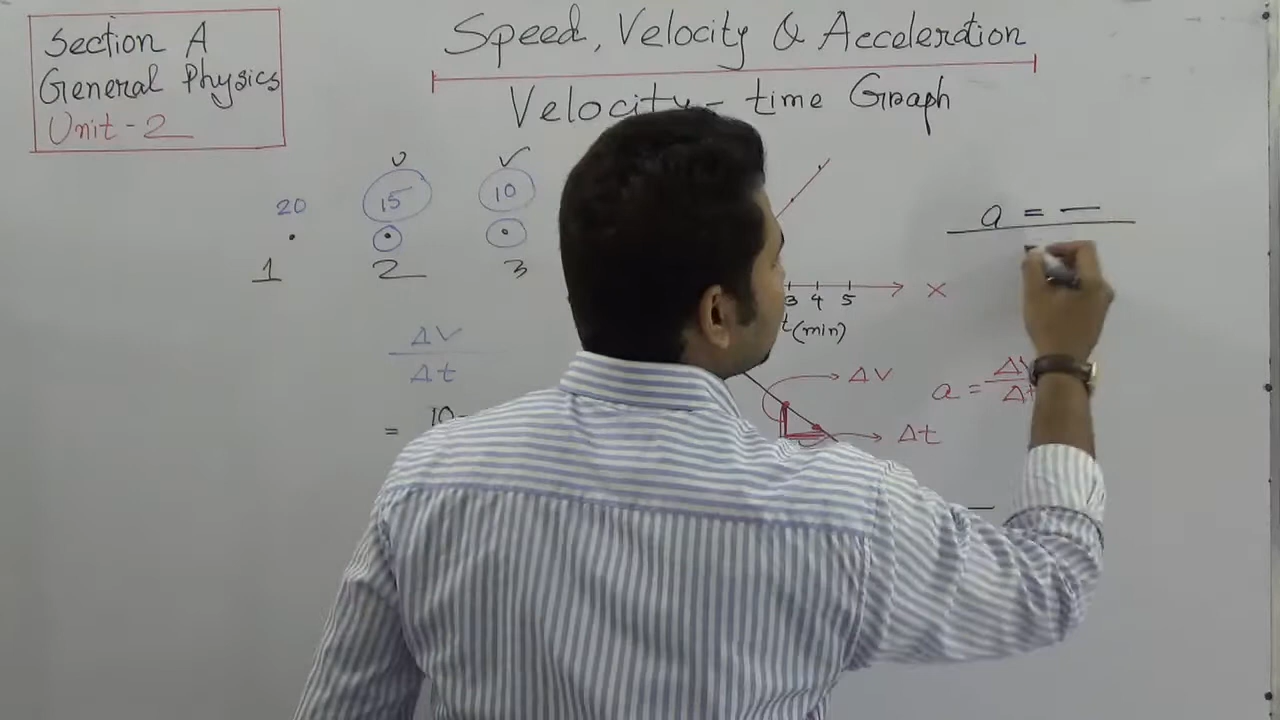 Section A
General Physics
Unit - 2
Speed, Velocity & Acceleration
Velocity - time Graph
20 15 10
1 2 3
ΔV
Δt
= 10-
3 4 5 x
t(min)
a = —
ΔV
Δt
a = ΔV
Δt